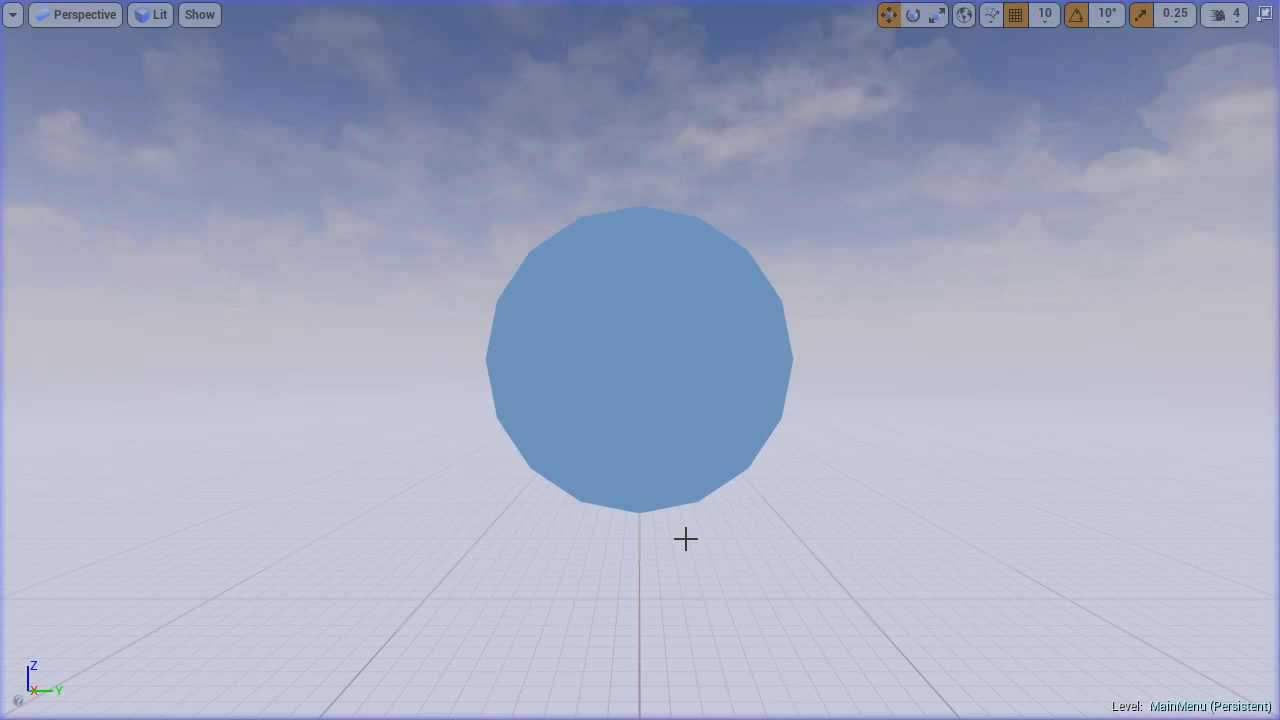 Perspective Lit Show 10 10° 0.25 4
Z
X Y
Level: MainMenu (Persistent)